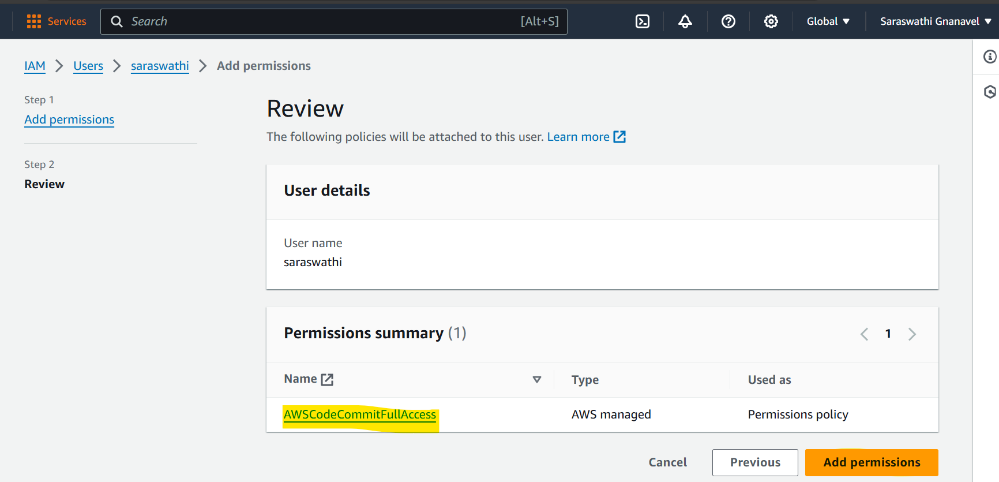 Services
Search [Alt+S]
Global
Saraswathi Gnanavel
IAM > Users > saraswathi > Add permissions
Step 1
Add permissions
Step 2
Review
Review
The following policies will be attached to this user. Learn more
User details
User name
saraswathi
Permissions summary (1)
1
Name Type Used as
AWSCodeCommitFullAccess AWS managed Permissions policy
Cancel Previous Add permissions